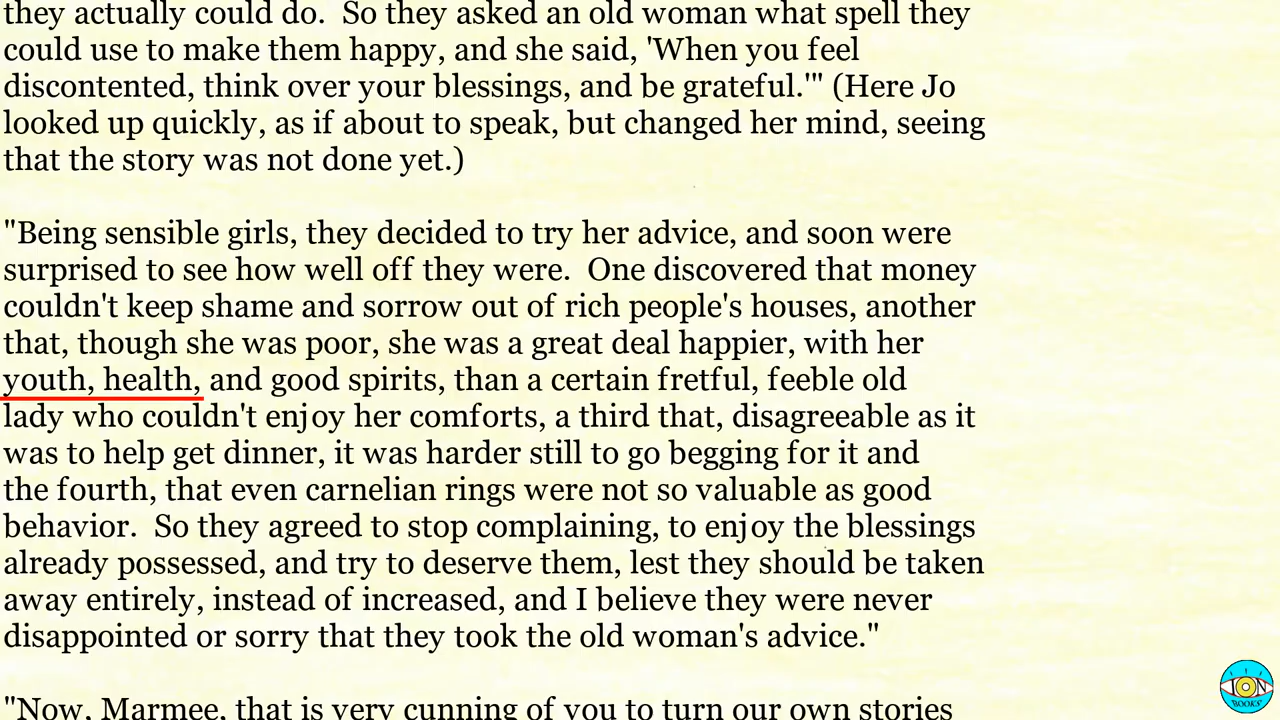 they actually could do.  So they asked an old woman what spell they
could use to make them happy, and she said, 'When you feel
discontented, think over your blessings, and be grateful.'" (Here Jo
looked up quickly, as if about to speak, but changed her mind, seeing
that the story was not done yet.)
"Being sensible girls, they decided to try her advice, and soon were
surprised to see how well off they were.  One discovered that money
couldn't keep shame and sorrow out of rich people's houses, another
that, though she was poor, she was a great deal happier, with her
youth, health, and good spirits, than a certain fretful, feeble old
lady who couldn't enjoy her comforts, a third that, disagreeable as it
was to help get dinner, it was harder still to go begging for it and
the fourth, that even carnelian rings were not so valuable as good
behavior.  So they agreed to stop complaining, to enjoy the blessings
already possessed, and try to deserve them, lest they should be taken
away entirely, instead of increased, and I believe they were never
disappointed or sorry that they took the old woman's advice."
"Now, Marmee, that is very cunning of you to turn our own stories
ION
BOOKS